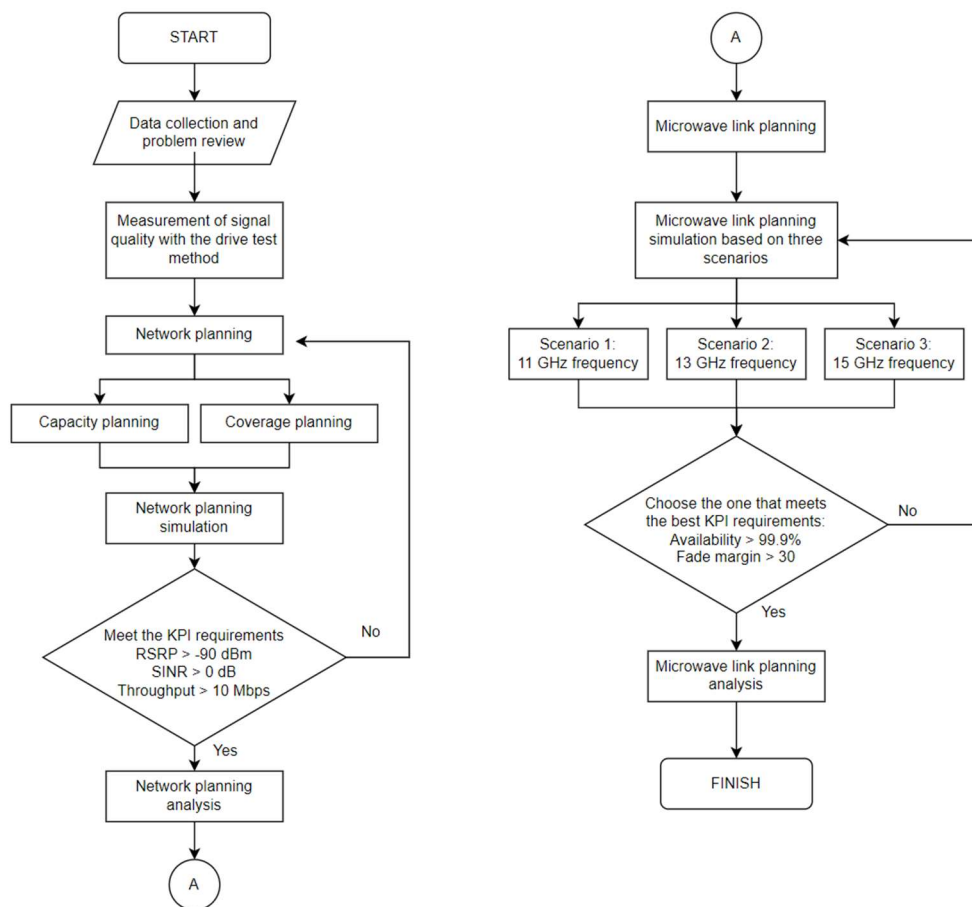 START
Data collection and
problem review
Measurement of signal
quality with the drive test
method
Network planning
Capacity planning
Coverage planning
Network planning
simulation
Meet the KPI requirements
RSRP > -90 dBm
SINR > 0 dB
Throughput > 10 Mbps
No
Yes
Network planning
analysis
A
A
Microwave link planning
Microwave link planning
simulation based on three
scenarios
Scenario 1:
11 GHz frequency
Scenario 2:
13 GHz frequency
Scenario 3:
15 GHz frequency
Choose the one that meets
the best KPI requirements:
Availability > 99.9%
Fade margin > 30
No
Yes
Microwave link planning
analysis
FINISH